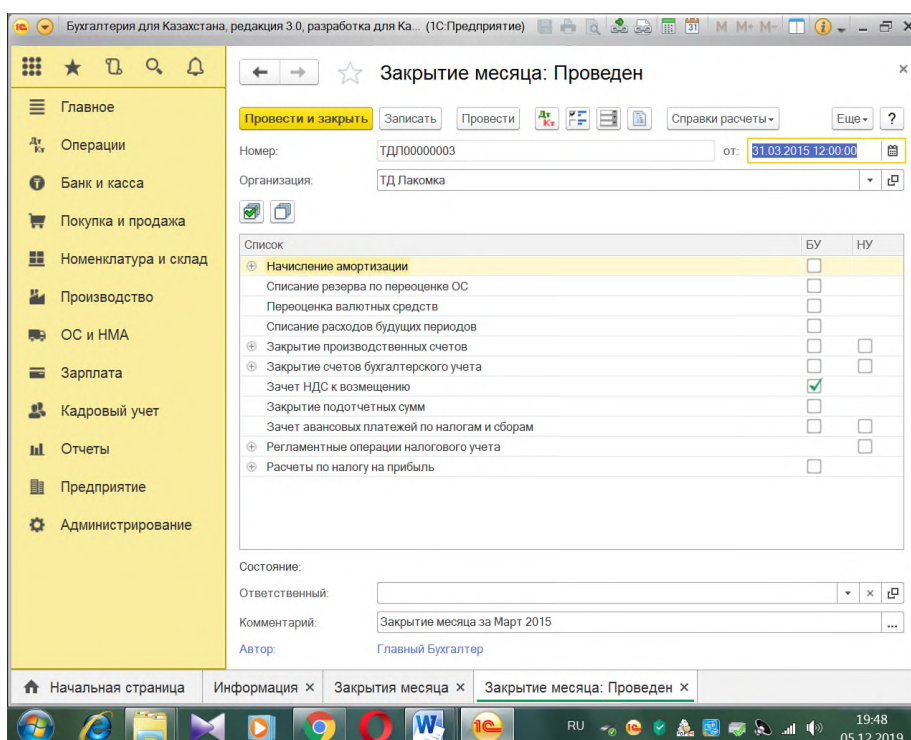 Бухгалтерия для Казахстана, редакция 3.0, разработка для Ка... (1С:Предприятие) 31 M M+ M-
Закрытие месяца: Проведен
Главное
Операции
Банк и касса
Покупка и продажа
Номенклатура и склад
Производство
ОС и НМА
Зарплата
Кадровый учет
Отчеты
Предприятие
Администрирование
Провести и закрыть Записать Провести Дт Кт Справки расчеты Еще ?
Номер: ТДЛ00000003 от: 31.03.2015 12:00:00
Организация: ТД Лакомка
Список БУ НУ
Начисление амортизации
Списание резерва по переоценке ОС
Переоценка валютных средств
Списание расходов будущих периодов
Закрытие производственных счетов
Закрытие счетов бухгалтерского учета
Зачет НДС к возмещению
Закрытие подотчетных сумм
Зачет авансовых платежей по налогам и сборам
Регламентные операции налогового учета
Расчеты по налогу на прибыль
Состояние:
Ответственный:
Комментарий: Закрытие месяца за Март 2015 ...
Автор: Главный Бухгалтер
Начальная страница Информация × Закрытия месяца × Закрытие месяца: Проведен ×
RU 19:48
05.12.2019